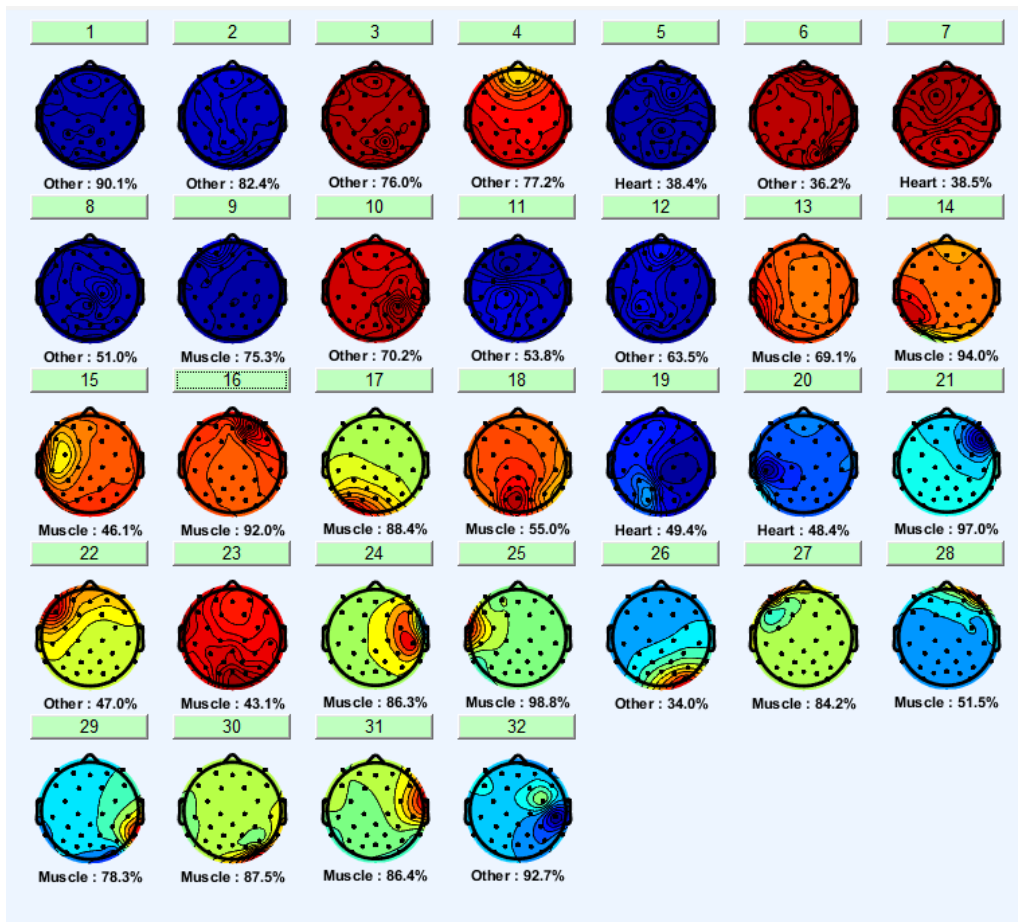 1 2 3 4 5 6 7
Other : 90.1% Other : 82.4% Other : 76.0% Other : 77.2% Heart : 38.4% Other : 36.2% Heart : 38.5%
8 9 10 11 12 13 14
Other : 51.0% Muscle : 75.3% Other : 70.2% Other : 53.8% Other : 63.5% Muscle : 69.1% Muscle : 94.0%
15 16 17 18 19 20 21
Muscle : 46.1% Muscle : 92.0% Muscle : 88.4% Muscle : 55.0% Heart : 49.4% Heart : 48.4% Muscle : 97.0%
22 23 24 25 26 27 28
Other : 47.0% Muscle : 43.1% Muscle : 86.3% Muscle : 98.8% Other : 34.0% Muscle : 84.2% Muscle : 51.5%
29 30 31 32
Muscle : 78.3% Muscle : 87.5% Muscle : 86.4% Other : 92.7%